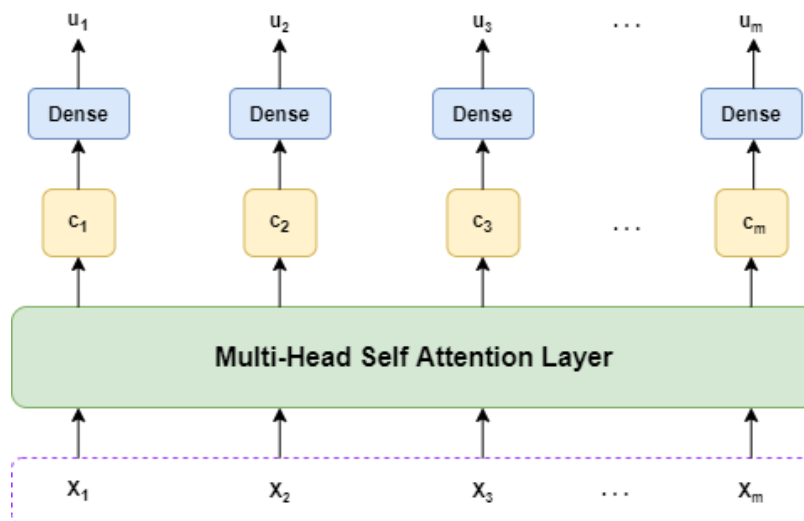 u₁ u₂ u₃ ... uₘ
Dense Dense Dense Dense
c₁ c₂ c₃ ... cₘ
Multi-Head Self Attention Layer
X₁ X₂ X₃ ... Xₘ